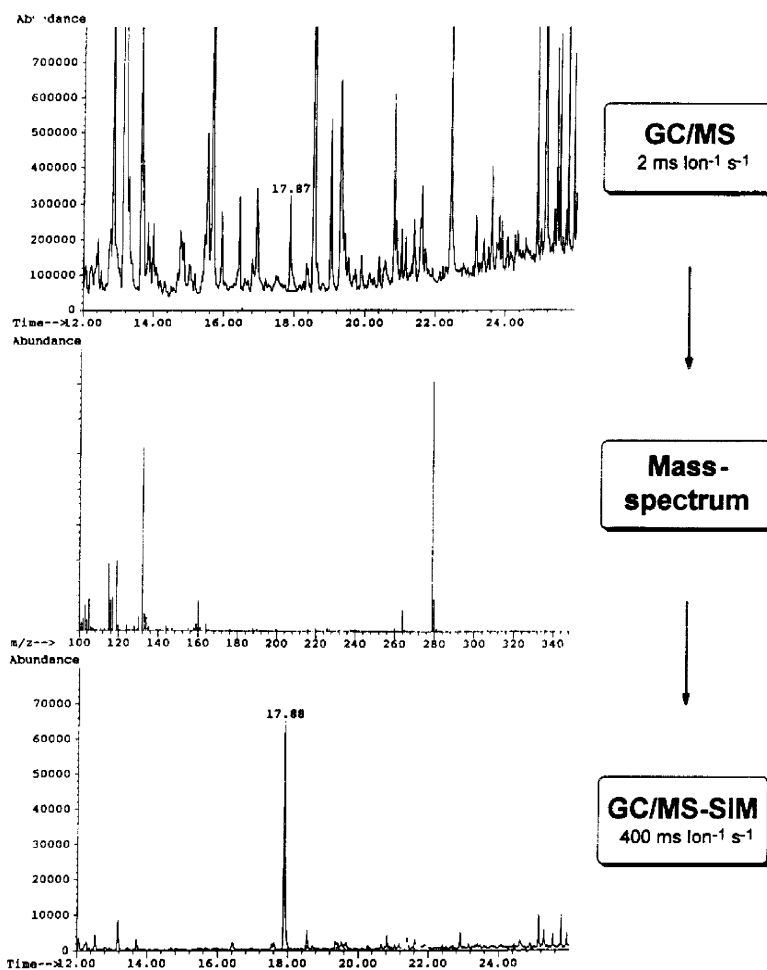 Abundance
700000
600000
500000
400000
300000
200000
100000
0
17.87
Time-->12.00 14.00 16.00 18.00 20.00 22.00 24.00
GC/MS
2 ms Ion-1 s-1
Abundance
m/z--> 100 120 140 160 180 200 220 240 260 280 300 320 340
Mass-
spectrum
Abundance
70000
60000
50000
40000
30000
20000
10000
0
17.88
Time-->12.00 14.00 16.00 18.00 20.00 22.00 24.00
GC/MS-SIM
400 ms Ion-1 s-1